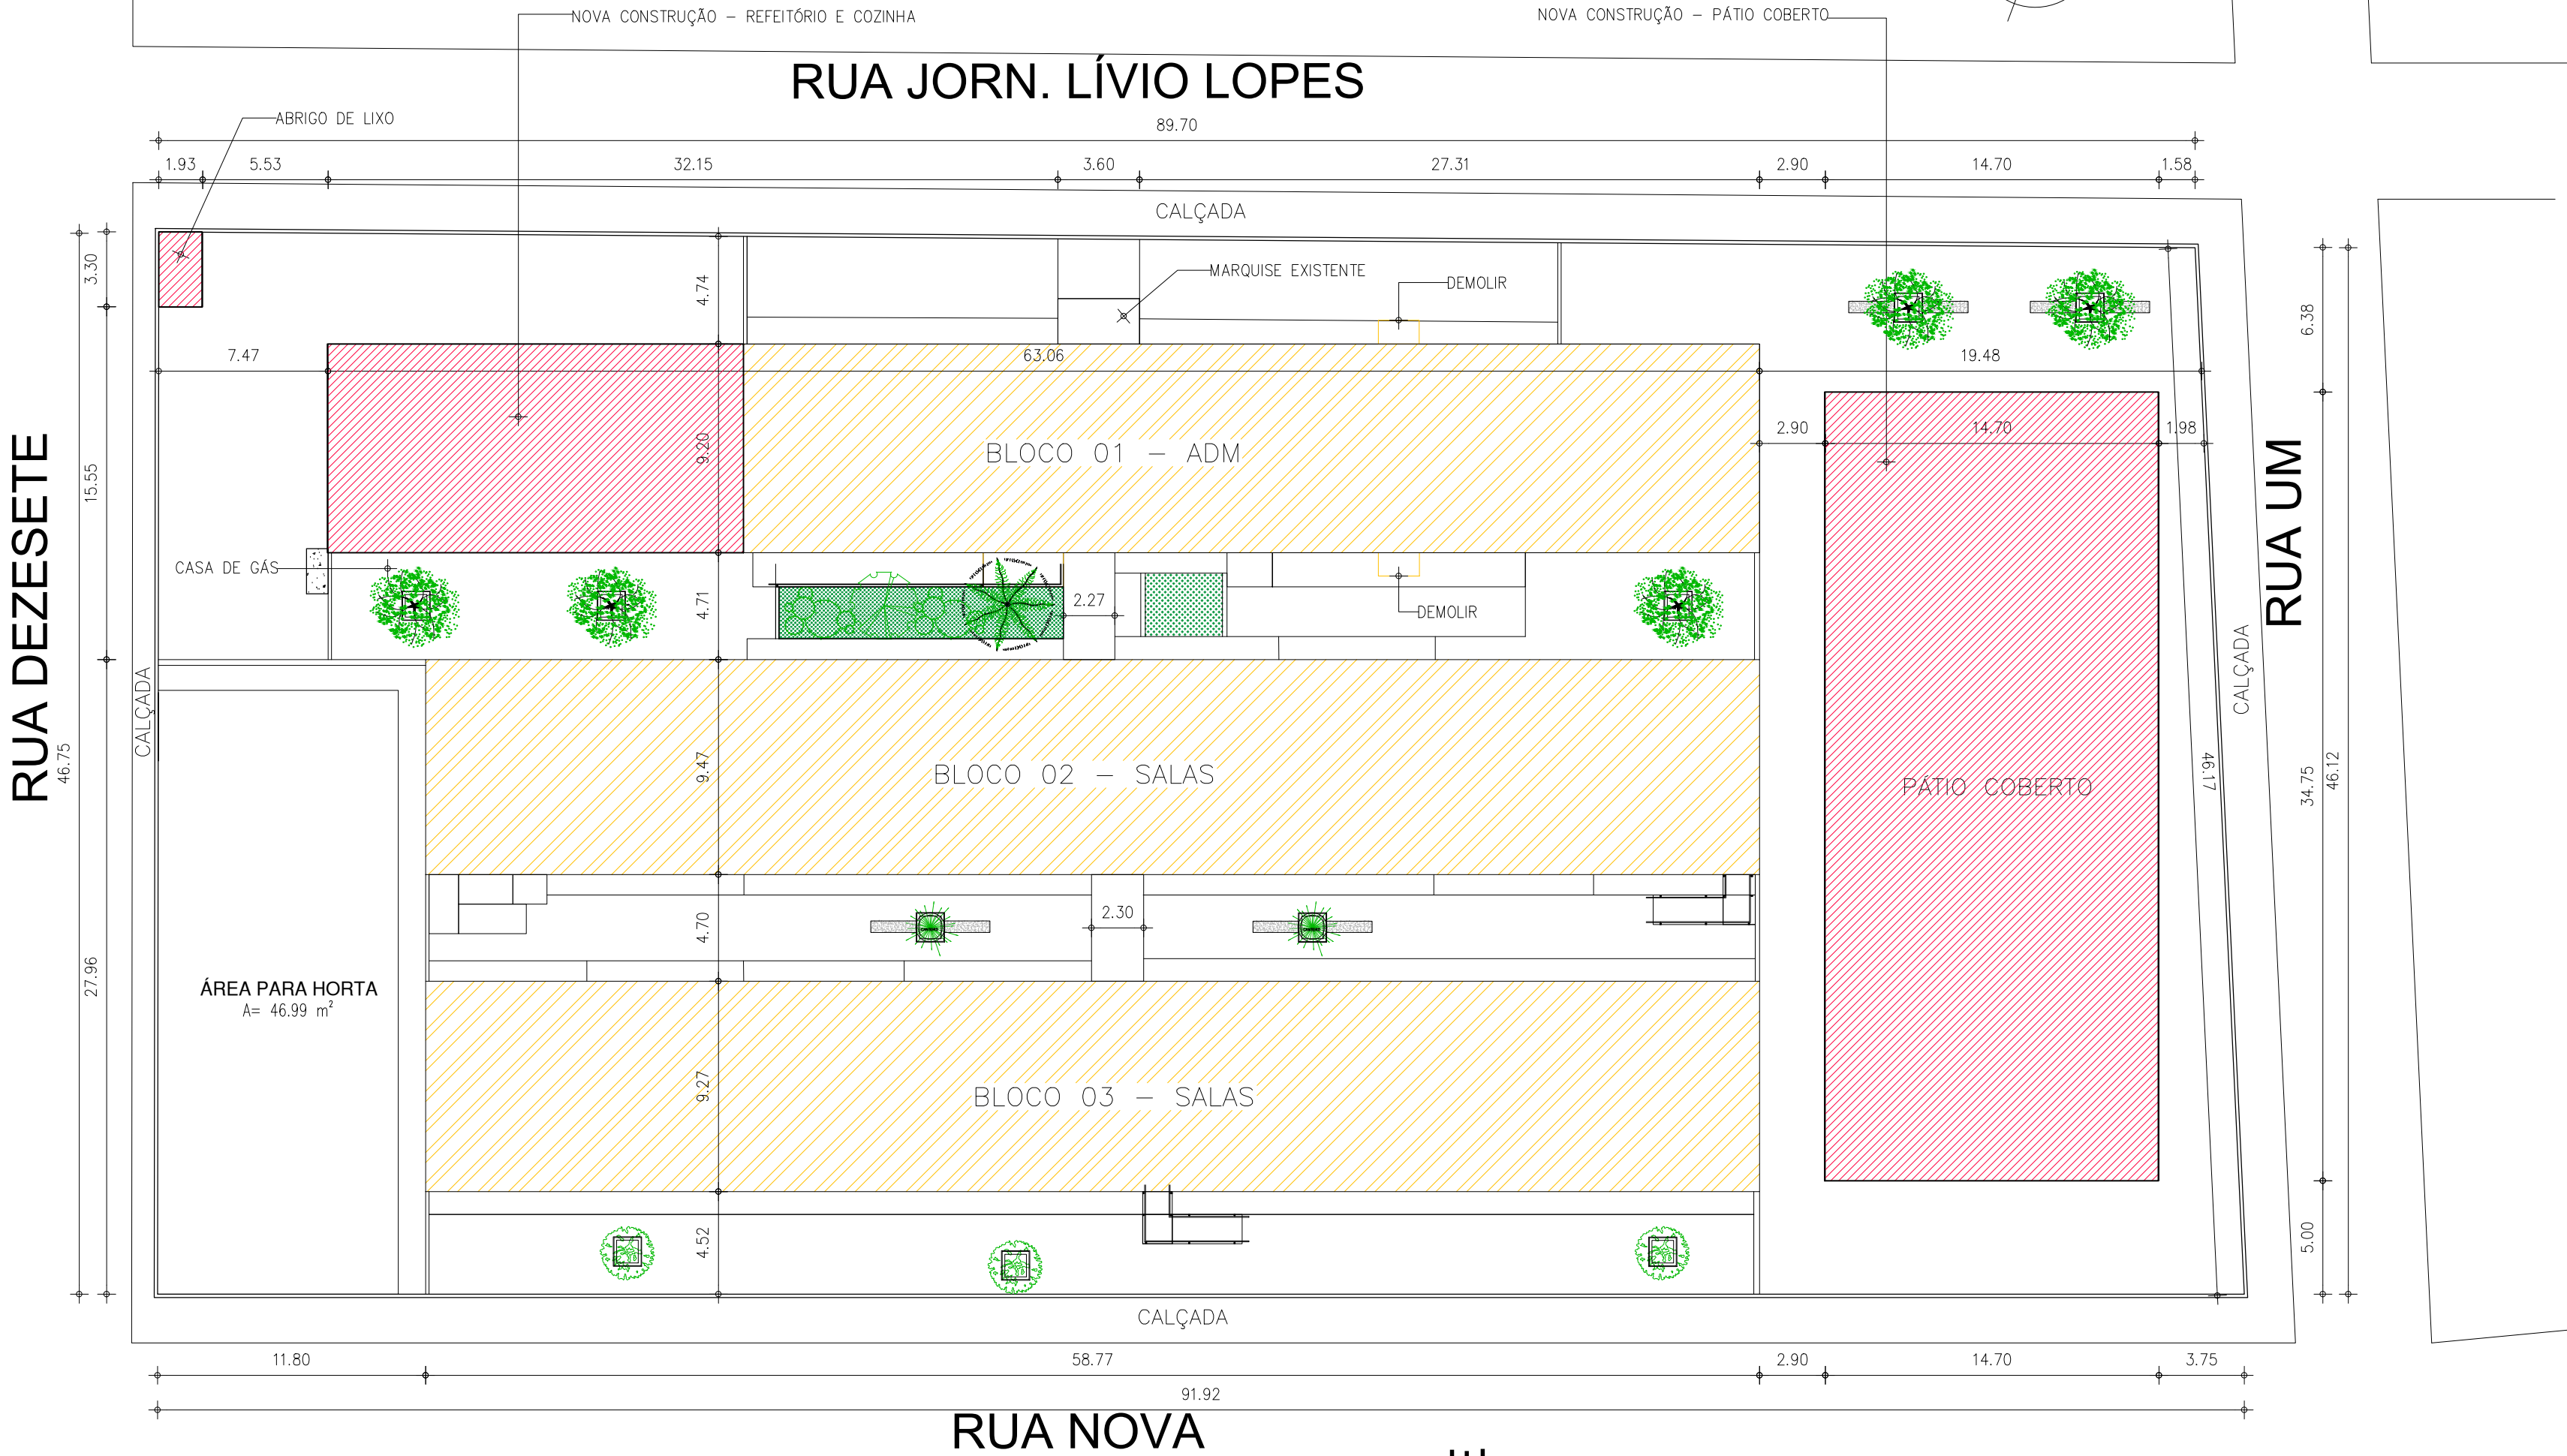 NOVA CONSTRUÇÃO – REFEITÓRIO E COZINHA
NOVA CONSTRUÇÃO – PÁTIO COBERTO
RUA JORN. LÍVIO LOPES
ABRIGO DE LIXO
89.70
1.93
5.53
32.15
3.60
27.31
2.90
14.70
1.58
CALÇADA
3.30
4.74
MARQUISE EXISTENTE
DEMOLIR
6.38
7.47
63.06
19.48
RUA DEZESETE
15.55
9.20
BLOCO 01 – ADM
2.90
14.70
1.98
RUA UM
CASA DE GÁS
4.71
2.27
DEMOLIR
CALÇADA
CALÇADA
46.75
9.47
BLOCO 02 – SALAS
PÁTIO COBERTO
46.17
34.75
46.12
27.96
4.70
2.30
ÁREA PARA HORTA
A= 46.99 m²
9.27
BLOCO 03 – SALAS
4.52
5.00
CALÇADA
11.80
58.77
2.90
14.70
3.75
91.92
RUA NOVA